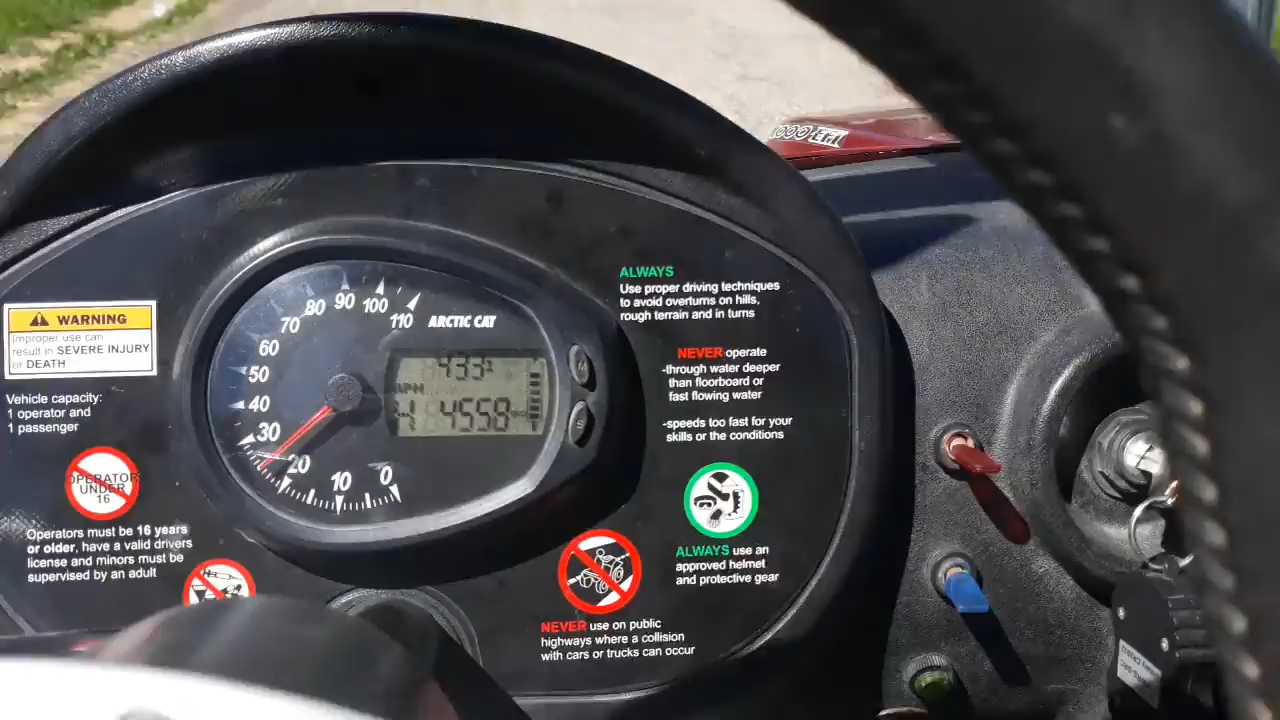 1000 EFI
WARNING
Improper use can
result in SEVERE INJURY
or DEATH
Vehicle capacity:
1 operator and
1 passenger
OPERATOR
UNDER
16
Operators must be 16 years
or older, have a valid drivers
license and minors must be
supervised by an adult
110
100
90
80
70
60
50
40
30
20
10
0
ARCTIC CAT
MPH
4558
M
S
ALWAYS
Use proper driving techniques
to avoid overturns on hills,
rough terrain and in turns
NEVER operate
-through water deeper
than floorboard or
fast flowing water
-speeds too fast for your
skills or the conditions
ALWAYS use an
approved helmet
and protective gear
NEVER use on public
highways where a collision
with cars or trucks can occur